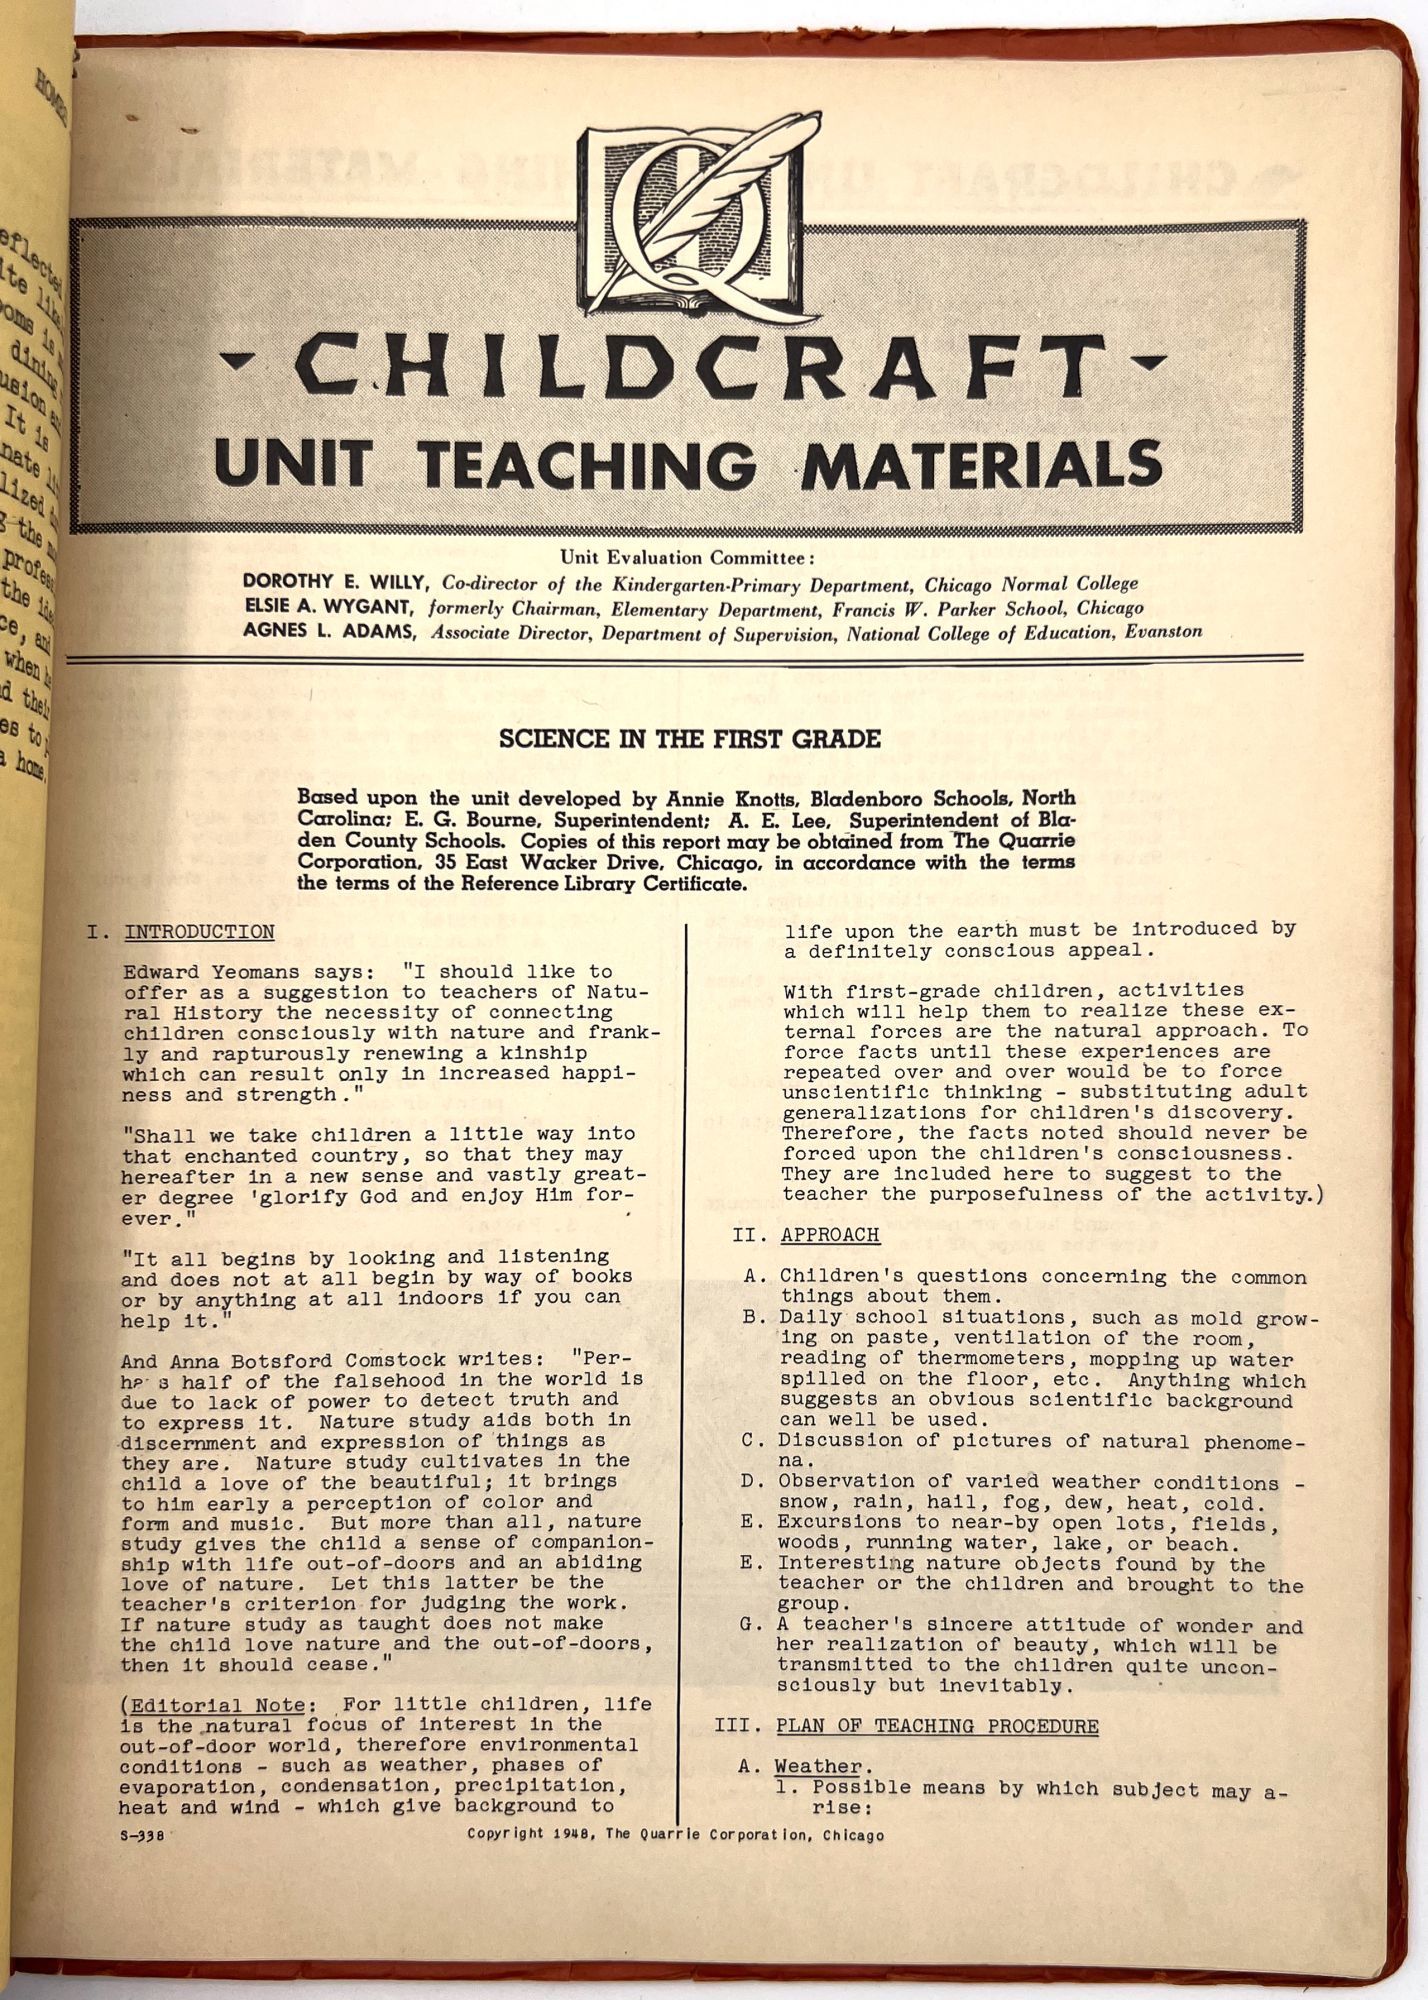 HOMES
eflected
ite like
ooms is
dining
usion an
It is
nate li
lized
g the
profes
the ide
ce, and
when he
d their
es to
a home.
Q
- CHILDCRAFT -
UNIT TEACHING MATERIALS
Unit Evaluation Committee:
DOROTHY E. WILLY, Co-director of the Kindergarten-Primary Department, Chicago Normal College
ELSIE A. WYGANT, formerly Chairman, Elementary Department, Francis W. Parker School, Chicago
AGNES L. ADAMS, Associate Director, Department of Supervision, National College of Education, Evanston
SCIENCE IN THE FIRST GRADE
Based upon the unit developed by Annie Knotts, Bladenboro Schools, North
Carolina; E. G. Bourne, Superintendent; A. E. Lee, Superintendent of Bla-
den County Schools. Copies of this report may be obtained from The Quarrie
Corporation, 35 East Wacker Drive, Chicago, in accordance with the terms
the terms of the Reference Library Certificate.
I. INTRODUCTION
Edward Yeomans says: "I should like to
offer as a suggestion to teachers of Natu-
ral History the necessity of connecting
children consciously with nature and frank-
ly and rapturously renewing a kinship
which can result only in increased happi-
ness and strength."
"Shall we take children a little way into
that enchanted country, so that they may
hereafter in a new sense and vastly great-
er degree 'glorify God and enjoy Him for-
ever."
"It all begins by looking and listening
and does not at all begin by way of books
or by anything at all indoors if you can
help it."
And Anna Botsford Comstock writes: "Per-
haps half of the falsehood in the world is
due to lack of power to detect truth and
to express it. Nature study aids both in
discernment and expression of things as
they are. Nature study cultivates in the
child a love of the beautiful; it brings
to him early a perception of color and
form and music. But more than all, nature
study gives the child a sense of companion-
ship with life out-of-doors and an abiding
love of nature. Let this latter be the
teacher's criterion for judging the work.
If nature study as taught does not make
the child love nature and the out-of-doors,
then it should cease."
(Editorial Note: For little children, life
is the natural focus of interest in the
out-of-door world, therefore environmental
conditions - such as weather, phases of
evaporation, condensation, precipitation,
heat and wind - which give background to
life upon the earth must be introduced by
a definitely conscious appeal.
With first-grade children, activities
which will help them to realize these ex-
ternal forces are the natural approach. To
force facts until these experiences are
repeated over and over would be to force
unscientific thinking - substituting adult
generalizations for children's discovery.
Therefore, the facts noted should never be
forced upon the children's consciousness.
They are included here to suggest to the
teacher the purposefulness of the activity.)
II. APPROACH
A. Children's questions concerning the common
things about them.
B. Daily school situations, such as mold grow-
ing on paste, ventilation of the room,
reading of thermometers, mopping up water
spilled on the floor, etc. Anything which
suggests an obvious scientific background
can well be used.
C. Discussion of pictures of natural phenome-
na.
D. Observation of varied weather conditions -
snow, rain, hail, fog, dew, heat, cold.
E. Excursions to near-by open lots, fields,
woods, running water, lake, or beach.
E. Interesting nature objects found by the
teacher or the children and brought to the
group.
G. A teacher's sincere attitude of wonder and
her realization of beauty, which will be
transmitted to the children quite uncon-
sciously but inevitably.
III. PLAN OF TEACHING PROCEDURE
A. Weather.
1. Possible means by which subject may a-
rise:
S-338
Copyright 1948, The Quarrie Corporation, Chicago